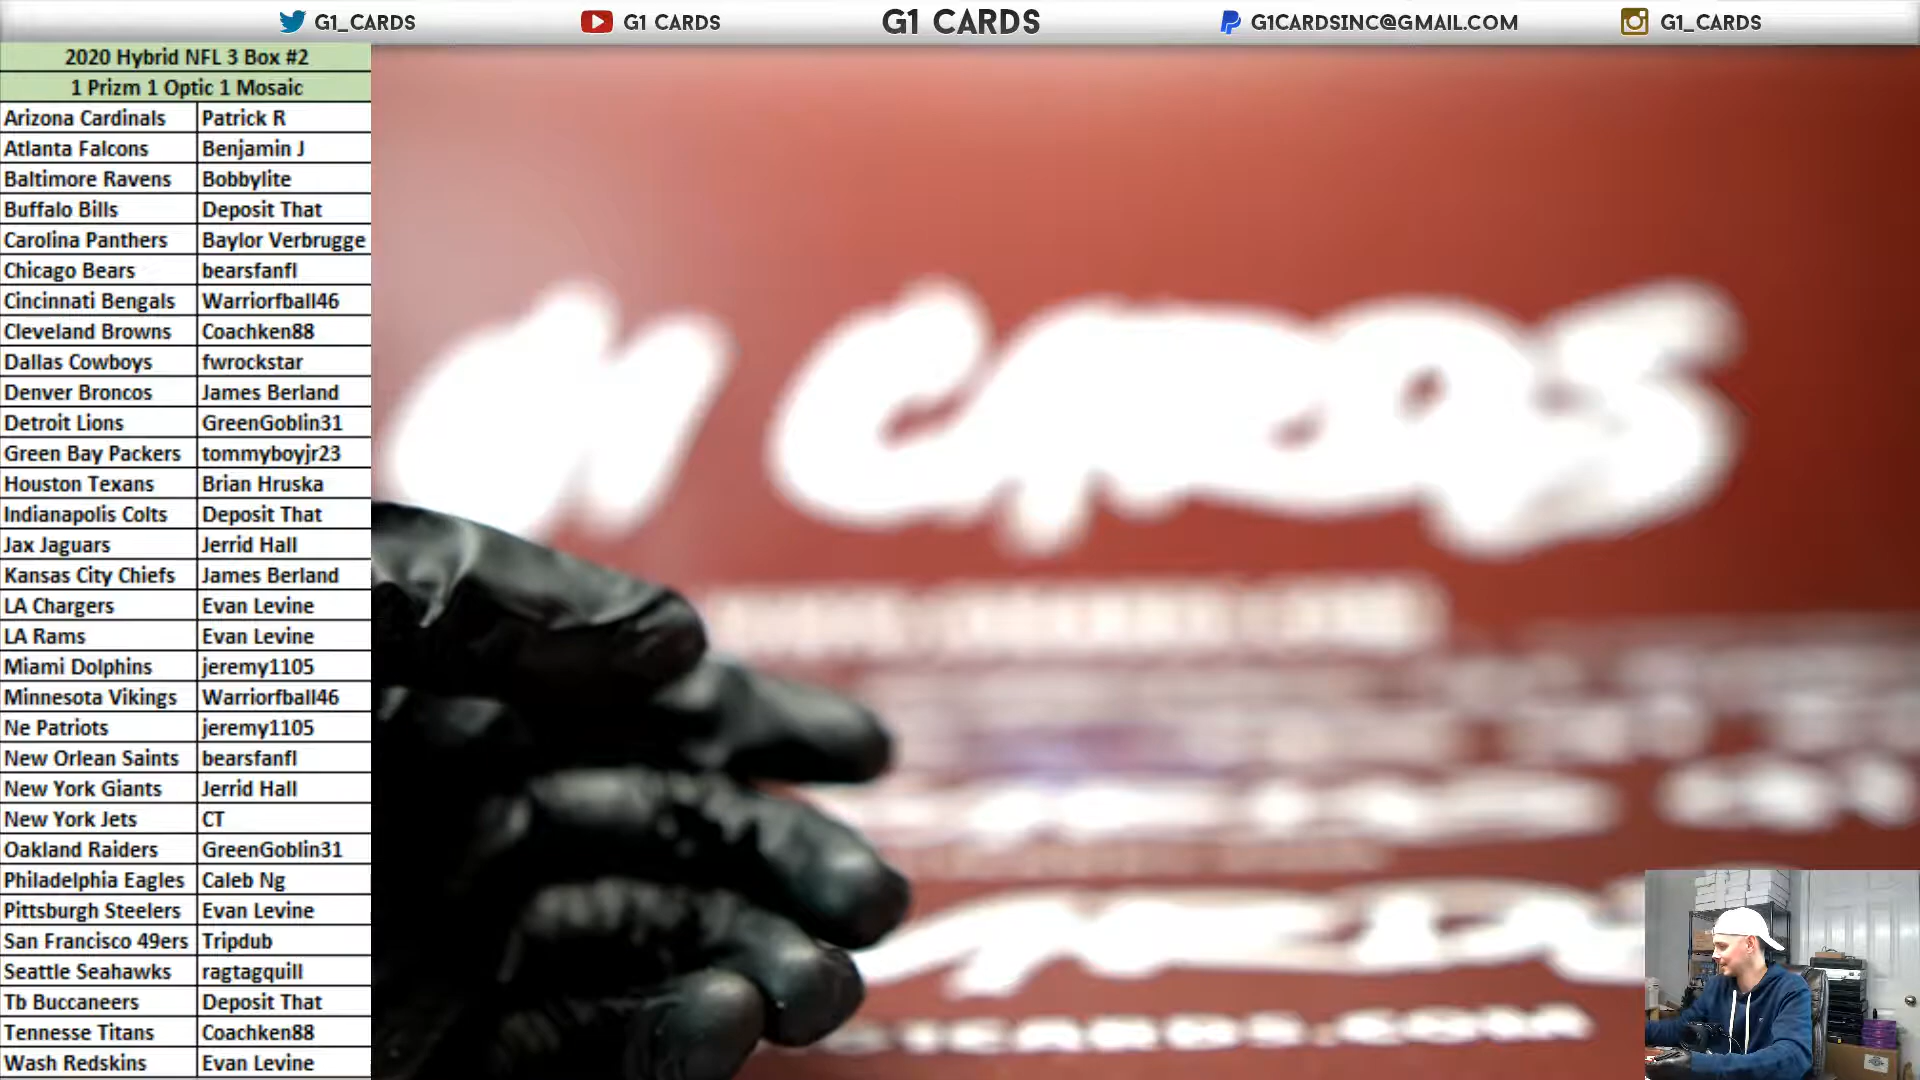 G1_CARDS G1 CARDS G1 CARDS G1CARDSINC@GMAIL.COM G1_CARDS
2020 Hybrid NFL 3 Box #2
1 Prizm 1 Optic 1 Mosaic
Arizona Cardinals Patrick R
Atlanta Falcons Benjamin J
Baltimore Ravens Bobbylite
Buffalo Bills Deposit That
Carolina Panthers Baylor Verbrugge
Chicago Bears bearsfanfl
Cincinnati Bengals Warriorfball46
Cleveland Browns Coachken88
Dallas Cowboys fwrockstar
Denver Broncos James Berland
Detroit Lions GreenGoblin31
Green Bay Packers tommyboyjr23
Houston Texans Brian Hruska
Indianapolis Colts Deposit That
Jax Jaguars Jerrid Hall
Kansas City Chiefs James Berland
LA Chargers Evan Levine
LA Rams Evan Levine
Miami Dolphins jeremy1105
Minnesota Vikings Warriorfball46
Ne Patriots jeremy1105
New Orlean Saints bearsfanfl
New York Giants Jerrid Hall
New York Jets CT
Oakland Raiders GreenGoblin31
Philadelphia Eagles Caleb Ng
Pittsburgh Steelers Evan Levine
San Francisco 49ers Tripdub
Seattle Seahawks ragtagquill
Tb Buccaneers Deposit That
Tennesse Titans Coachken88
Wash Redskins Evan Levine
G1 CARDS